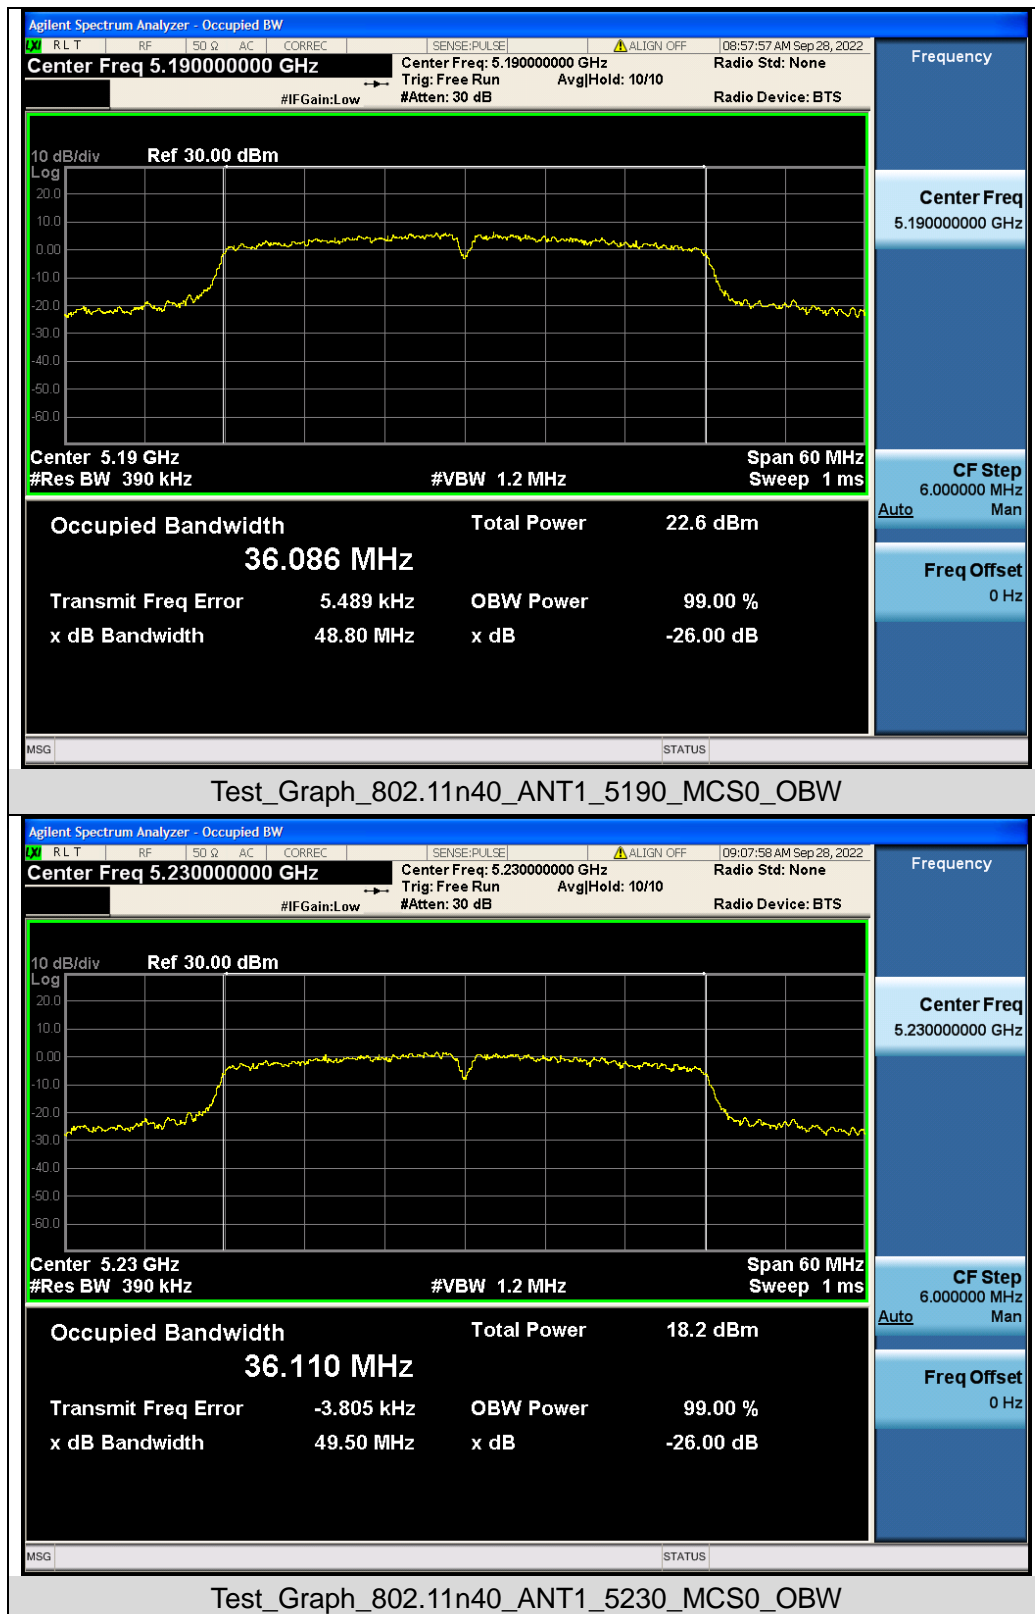 Agilent Spectrum Analyzer - Occupied BW
LXI RLT RF 50 Ω AC CORREC SENSE:PULSE ALIGN OFF 08:57:57 AM Sep 28, 2022
Center Freq 5.190000000 GHz Center Freq: 5.190000000 GHz Radio Std: None
Trig: Free Run Avg|Hold: 10/10
#IFGain:Low #Atten: 30 dB Radio Device: BTS
Frequency
10 dB/div Ref 30.00 dBm
Log
20.0
10.0
0.00
-10.0
-20.0
-30.0
-40.0
-50.0
-60.0
Center 5.19 GHz Span 60 MHz
#Res BW 390 kHz #VBW 1.2 MHz Sweep 1 ms
Center Freq
5.190000000 GHz
CF Step
6.000000 MHz
Auto Man
Freq Offset
0 Hz
Occupied Bandwidth Total Power 22.6 dBm
36.086 MHz
Transmit Freq Error 5.489 kHz OBW Power 99.00 %
x dB Bandwidth 48.80 MHz x dB -26.00 dB
MSG STATUS
Test_Graph_802.11n40_ANT1_5190_MCS0_OBW
Agilent Spectrum Analyzer - Occupied BW
LXI RLT RF 50 Ω AC CORREC SENSE:PULSE ALIGN OFF 09:07:58 AM Sep 28, 2022
Center Freq 5.230000000 GHz Center Freq: 5.230000000 GHz Radio Std: None
Trig: Free Run Avg|Hold: 10/10
#IFGain:Low #Atten: 30 dB Radio Device: BTS
Frequency
10 dB/div Ref 30.00 dBm
Log
20.0
10.0
0.00
-10.0
-20.0
-30.0
-40.0
-50.0
-60.0
Center 5.23 GHz Span 60 MHz
#Res BW 390 kHz #VBW 1.2 MHz Sweep 1 ms
Center Freq
5.230000000 GHz
CF Step
6.000000 MHz
Auto Man
Freq Offset
0 Hz
Occupied Bandwidth Total Power 18.2 dBm
36.110 MHz
Transmit Freq Error -3.805 kHz OBW Power 99.00 %
x dB Bandwidth 49.50 MHz x dB -26.00 dB
MSG STATUS
Test_Graph_802.11n40_ANT1_5230_MCS0_OBW